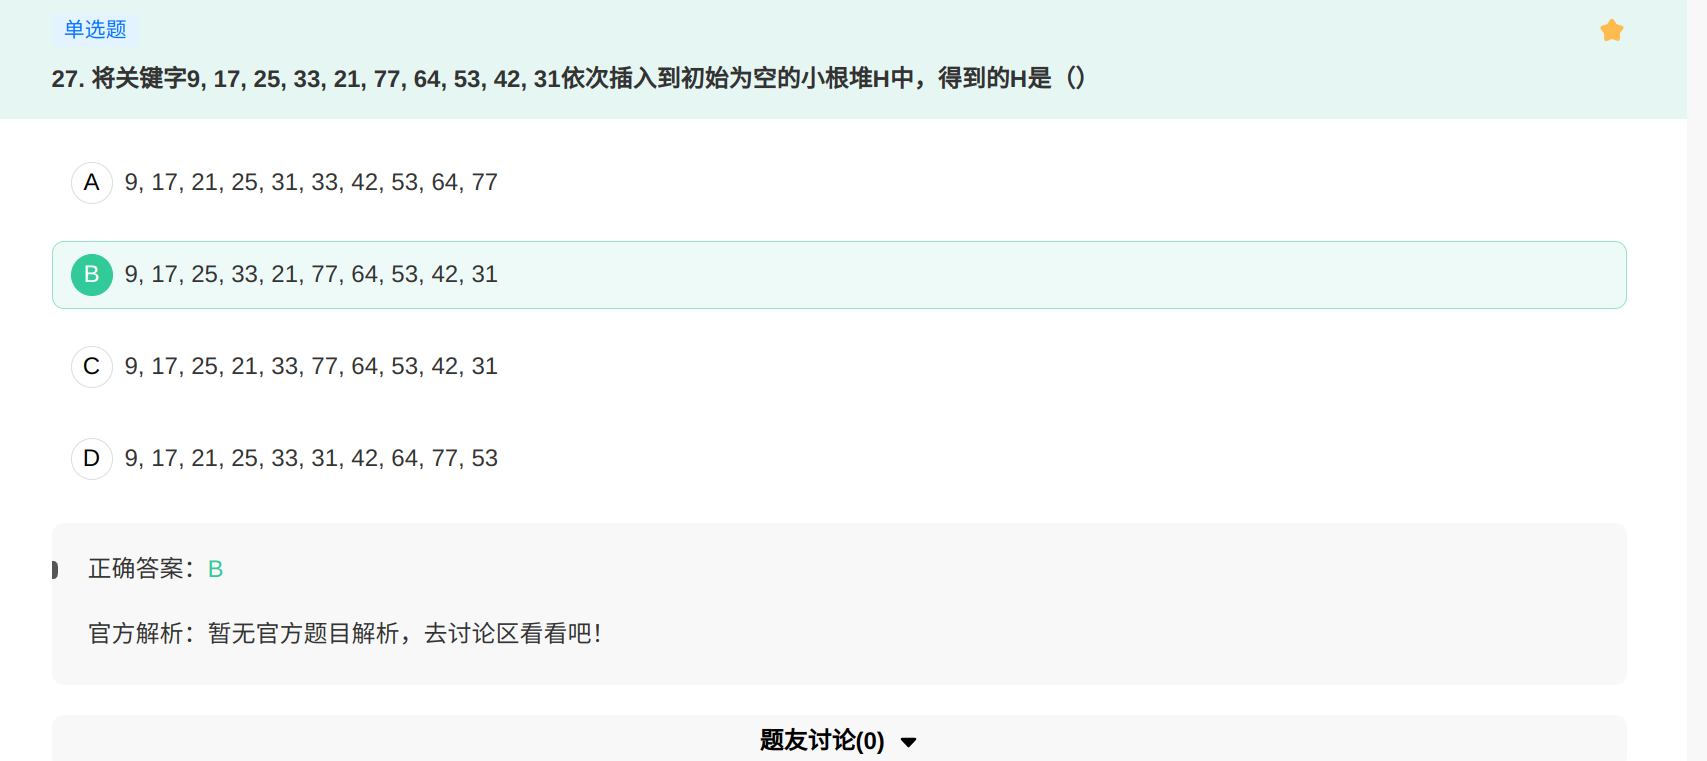 单选题
27. 将关键字9, 17, 25, 33, 21, 77, 64, 53, 42, 31依次插入到初始为空的小根堆H中，得到的H是（）
A 9, 17, 21, 25, 31, 33, 42, 53, 64, 77
B 9, 17, 25, 33, 21, 77, 64, 53, 42, 31
C 9, 17, 25, 21, 33, 77, 64, 53, 42, 31
D 9, 17, 21, 25, 33, 31, 42, 64, 77, 53
正确答案：B
官方解析：暂无官方题目解析，去讨论区看看吧！
题友讨论(0)